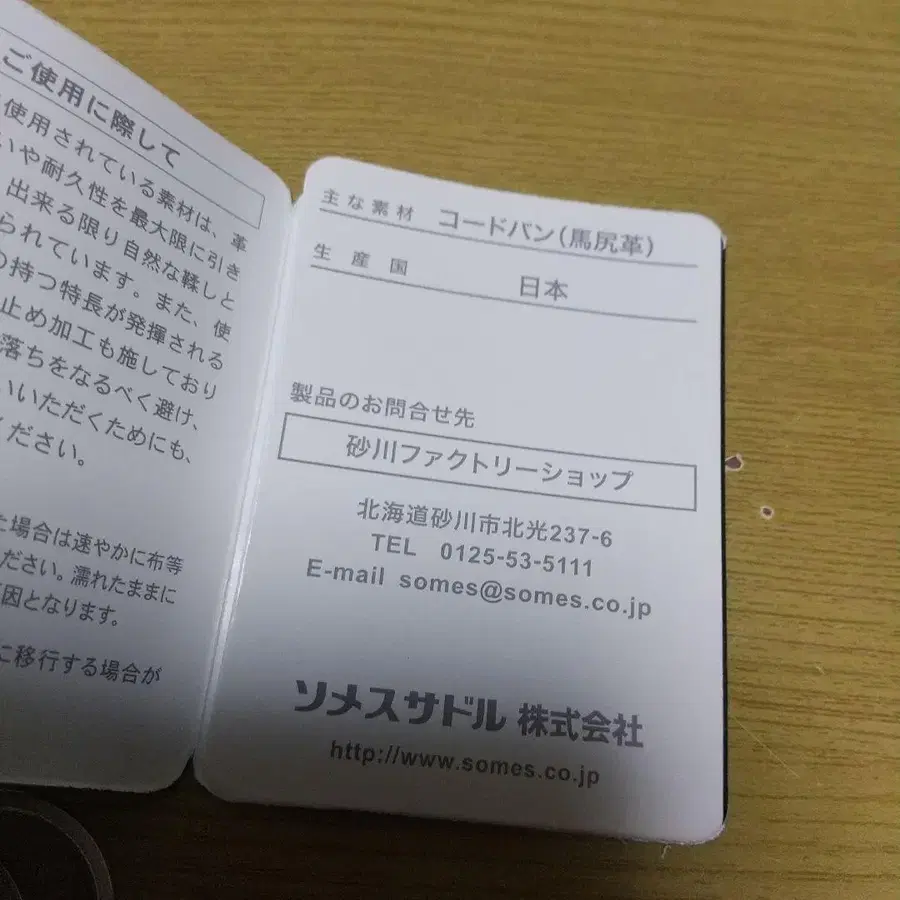 ご使用に際して
使用されている素材は、革
いや耐久性を最大限に引き
出来る限り自然な鞣しと
られています。また、使
の持つ特長が発揮される
止め加工も施しており
落ちをなるべく避け、
いいただくためにも、
ください。
た場合は速やかに布等
ださい。濡れたままに
因となります。
に移行する場合が
主な素材 コードバン(馬尻革)
生産国 日本
製品のお問合せ先
砂川ファクトリーショップ
北海道砂川市北光237-6
TEL 0125-53-5111
E-mail somes@somes.co.jp
ソメスサドル 株式会社
http://www.somes.co.jp